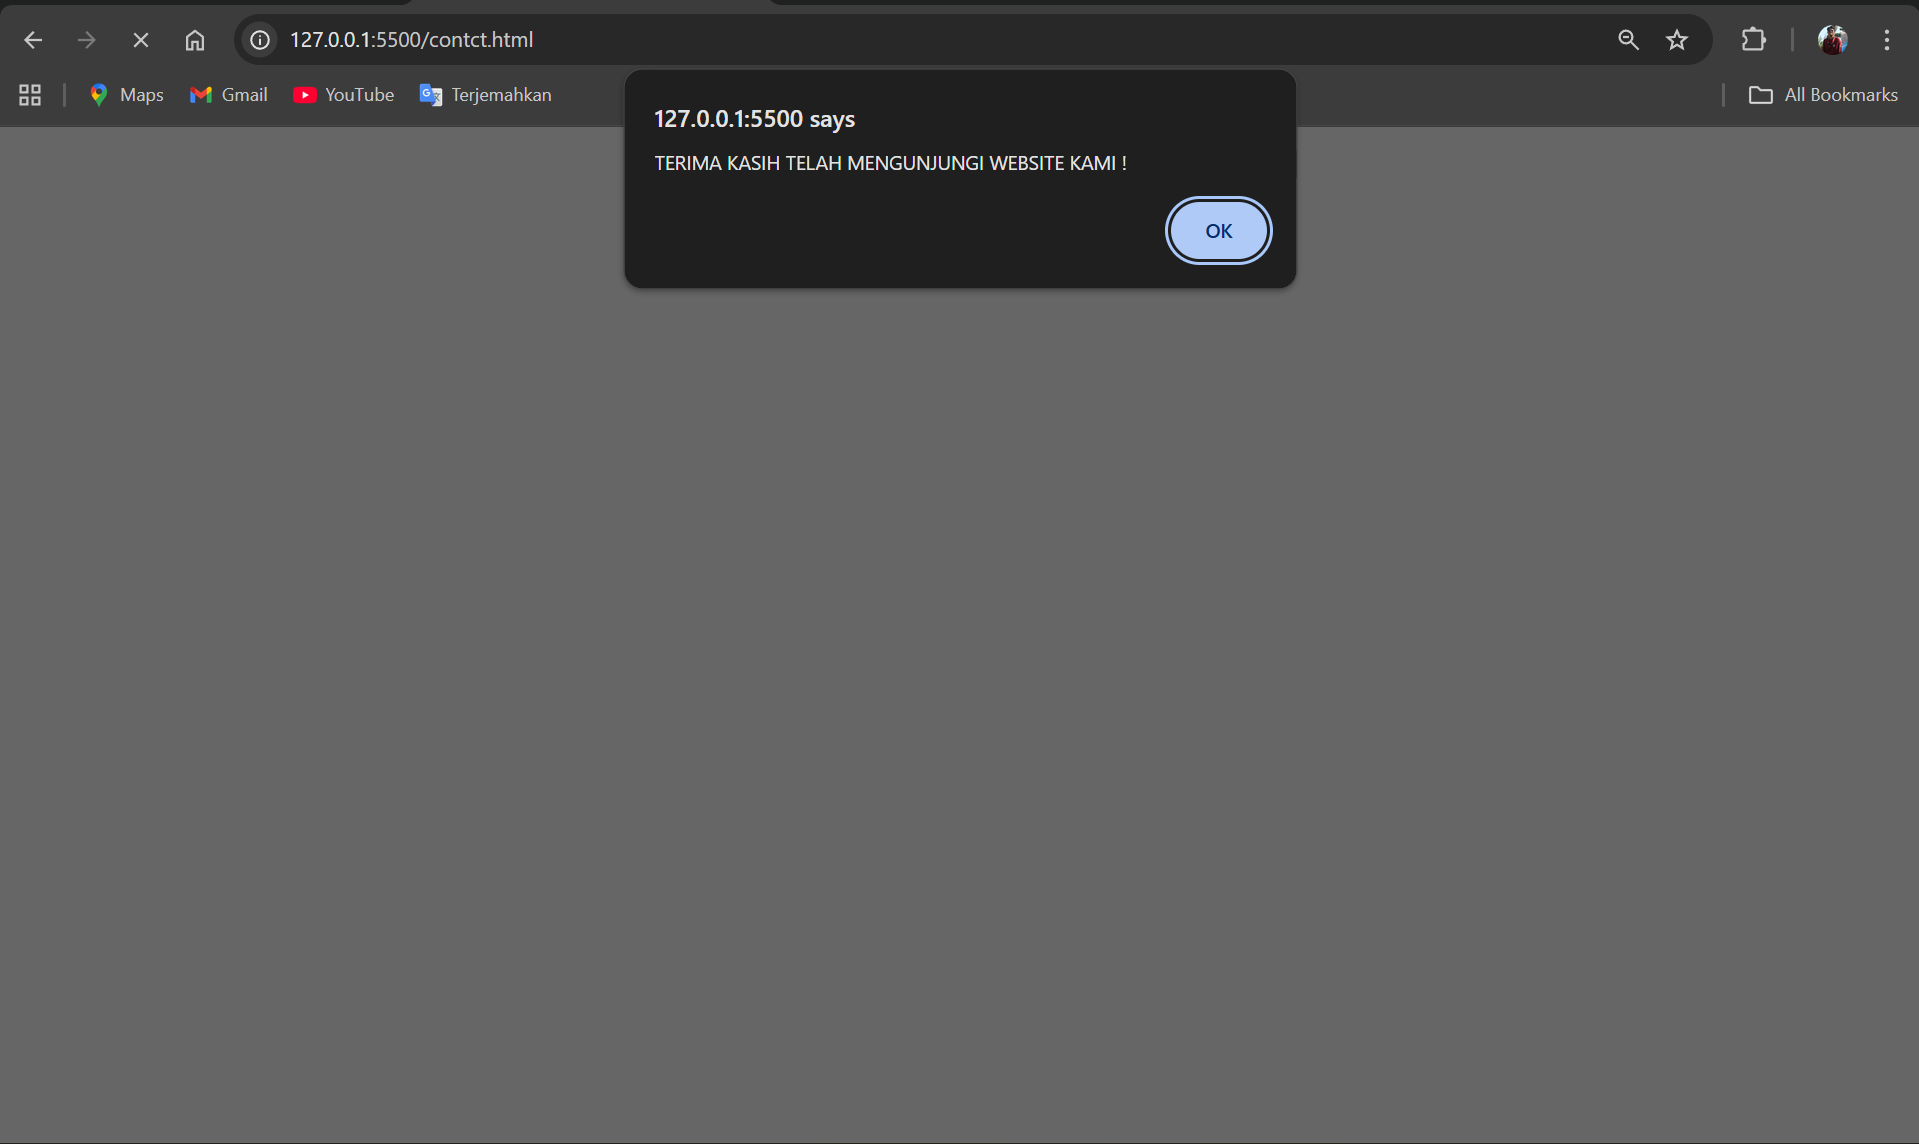 127.0.0.1:5500/contct.html
Maps
Gmail
YouTube
Terjemahkan
All Bookmarks
127.0.0.1:5500 says
TERIMA KASIH TELAH MENGUNJUNGI WEBSITE KAMI !
OK